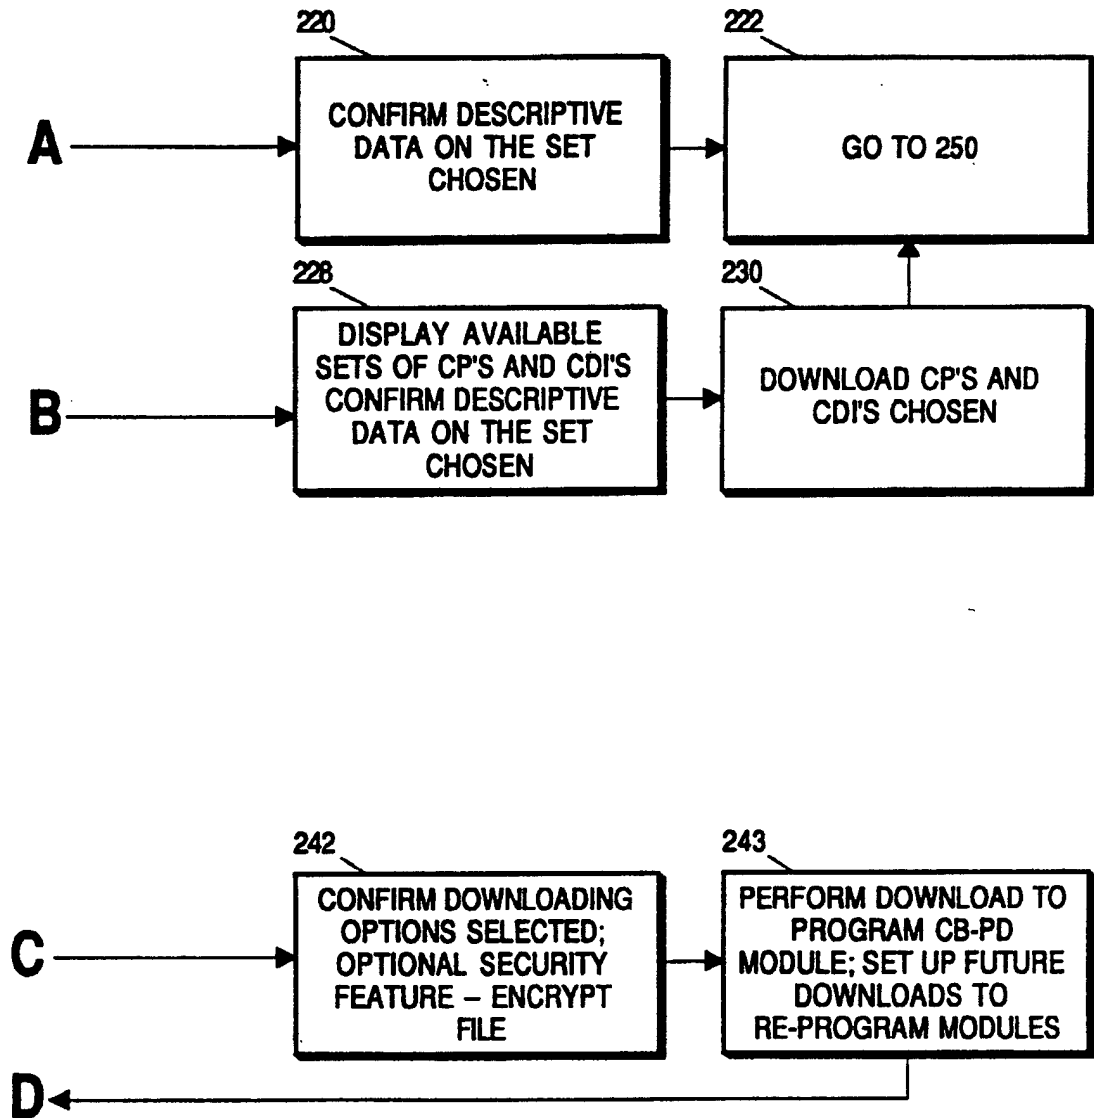 220
222
A
CONFIRM DESCRIPTIVE
DATA ON THE SET
CHOSEN
GO TO 250
228
230
B
DISPLAY AVAILABLE
SETS OF CP'S AND CDI'S
CONFIRM DESCRIPTIVE
DATA ON THE SET
CHOSEN
DOWNLOAD CP'S AND
CDI'S CHOSEN
242
243
C
CONFIRM DOWNLOADING
OPTIONS SELECTED;
OPTIONAL SECURITY
FEATURE – ENCRYPT
FILE
PERFORM DOWNLOAD TO
PROGRAM CB-PD
MODULE; SET UP FUTURE
DOWNLOADS TO
RE-PROGRAM MODULES
D